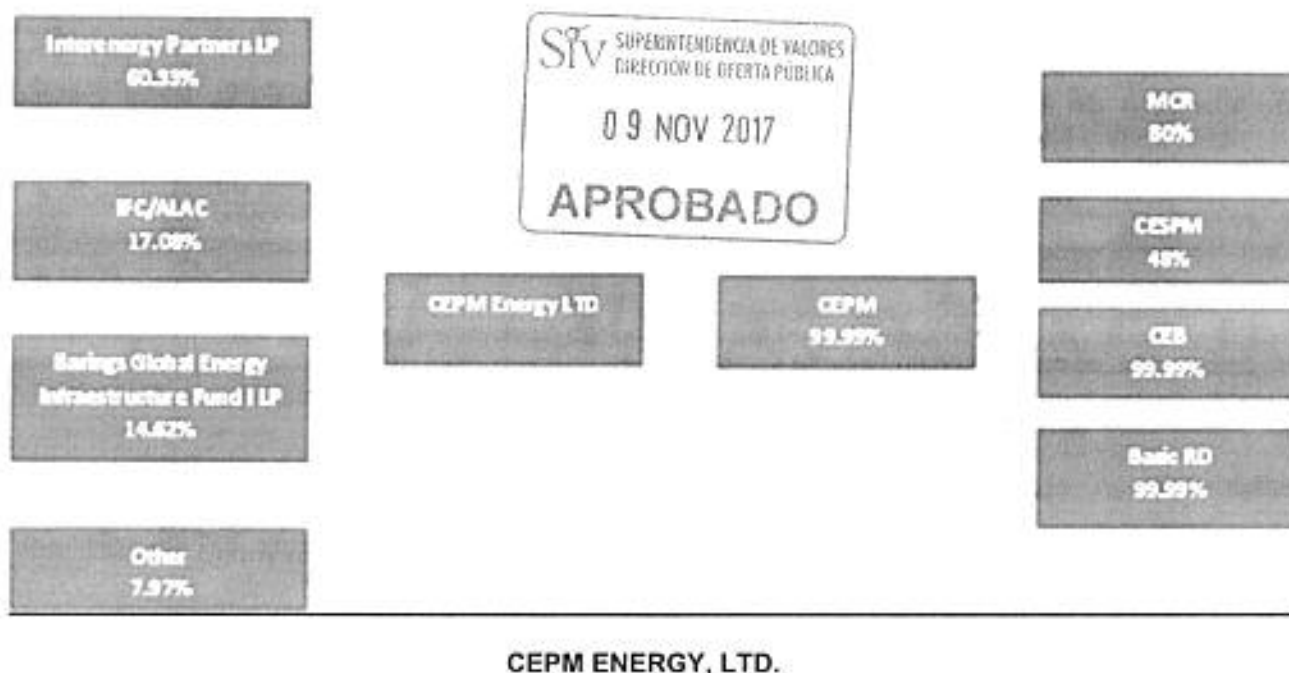 Interenergy Partners LP
60.33%
IFC/ALAC
17.08%
Barings Global Energy
Infraestructure Fund I LP
14.62%
Other
7.97%
SIV SUPERINTENDENCIA DE VALORES
DIRECCIÓN DE OFERTA PÚBLICA
09 NOV 2017
APROBADO
CEPM Energy LTD
CEPM
99.99%
MCR
80%
CESPM
48%
CEB
99.99%
Basic RD
99.99%
CEPM ENERGY, LTD.